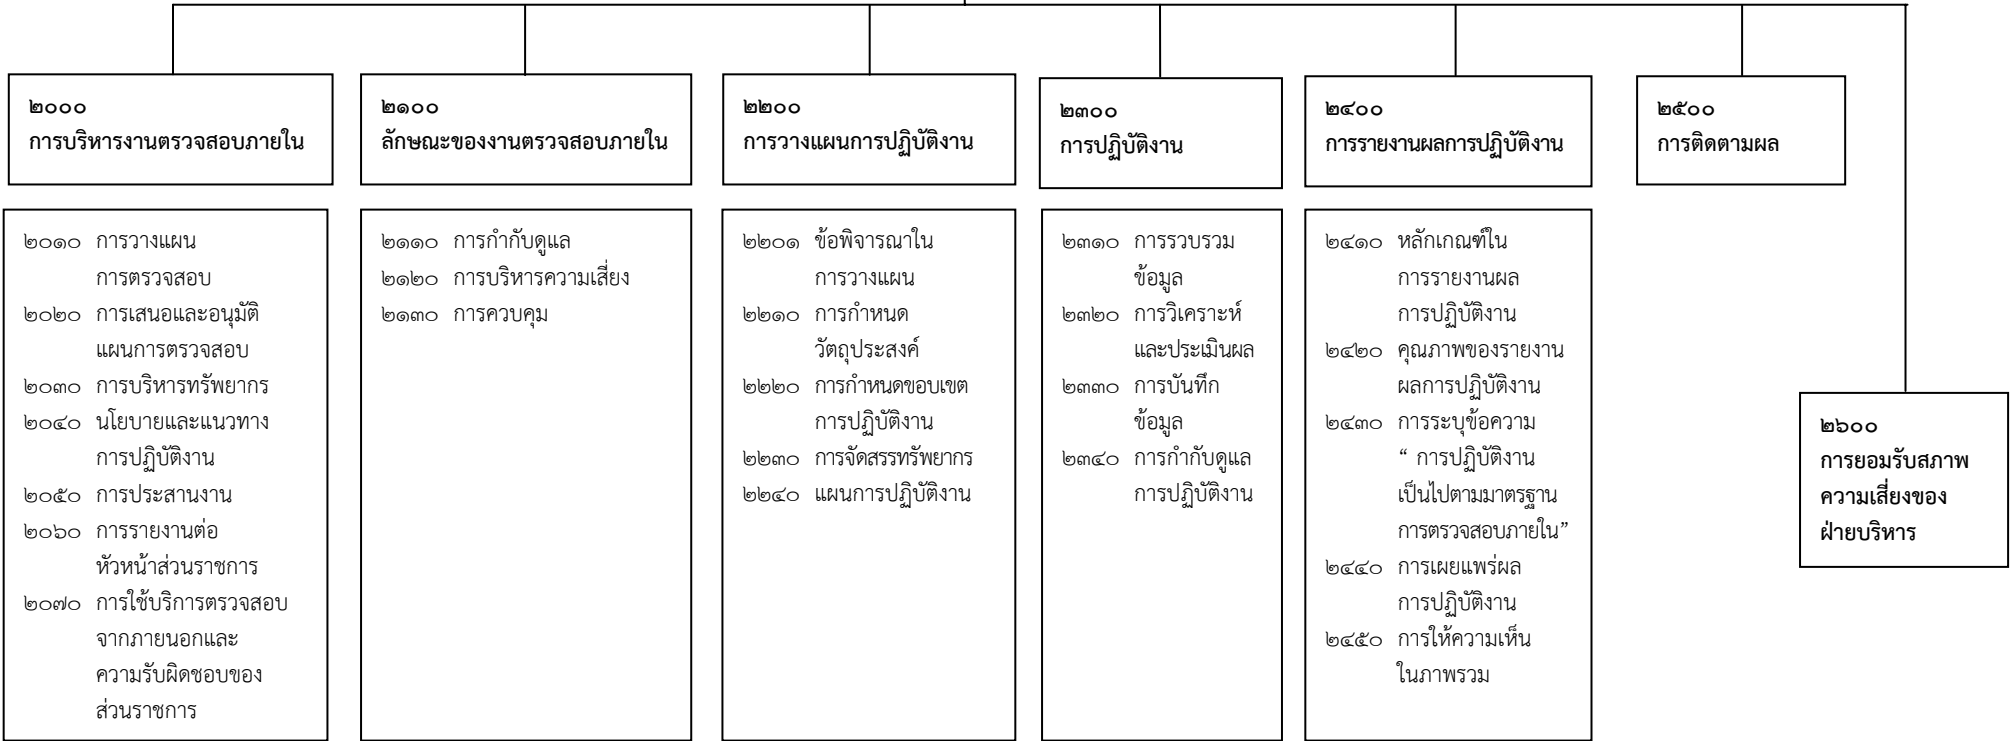 ๒๐๐๐
การบริหารงานตรวจสอบภายใน
๒๐๑๐ การวางแผน
การตรวจสอบ
๒๐๒๐ การเสนอและอนุมัติ
แผนการตรวจสอบ
๒๐๓๐ การบริหารทรัพยากร
๒๐๔๐ นโยบายและแนวทาง
การปฏิบัติงาน
๒๐๕๐ การประสานงาน
๒๐๖๐ การรายงานต่อ
หัวหน้าส่วนราชการ
๒๐๗๐ การใช้บริการตรวจสอบ
จากภายนอกและ
ความรับผิดชอบของ
ส่วนราชการ
๒๑๐๐
ลักษณะของงานตรวจสอบภายใน
๒๑๑๐ การกำกับดูแล
๒๑๒๐ การบริหารความเสี่ยง
๒๑๓๐ การควบคุม
๒๒๐๐
การวางแผนการปฏิบัติงาน
๒๒๐๑ ข้อพิจารณาใน
การวางแผน
๒๒๑๐ การกำหนด
วัตถุประสงค์
๒๒๒๐ การกำหนดขอบเขต
การปฏิบัติงาน
๒๒๓๐ การจัดสรรทรัพยากร
๒๒๔๐ แผนการปฏิบัติงาน
๒๓๐๐
การปฏิบัติงาน
๒๓๑๐ การรวบรวม
ข้อมูล
๒๓๒๐ การวิเคราะห์
และประเมินผล
๒๓๓๐ การบันทึก
ข้อมูล
๒๓๔๐ การกำกับดูแล
การปฏิบัติงาน
๒๔๐๐
การรายงานผลการปฏิบัติงาน
๒๔๑๐ หลักเกณฑ์ใน
การรายงานผล
การปฏิบัติงาน
๒๔๒๐ คุณภาพของรายงาน
ผลการปฏิบัติงาน
๒๔๓๐ การระบุข้อความ
“ การปฏิบัติงาน
เป็นไปตามมาตรฐาน
การตรวจสอบภายใน”
๒๔๔๐ การเผยแพร่ผล
การปฏิบัติงาน
๒๔๕๐ การให้ความเห็น
ในภาพรวม
๒๕๐๐
การติดตามผล
๒๖๐๐
การยอมรับสภาพ
ความเสี่ยงของ
ฝ่ายบริหาร